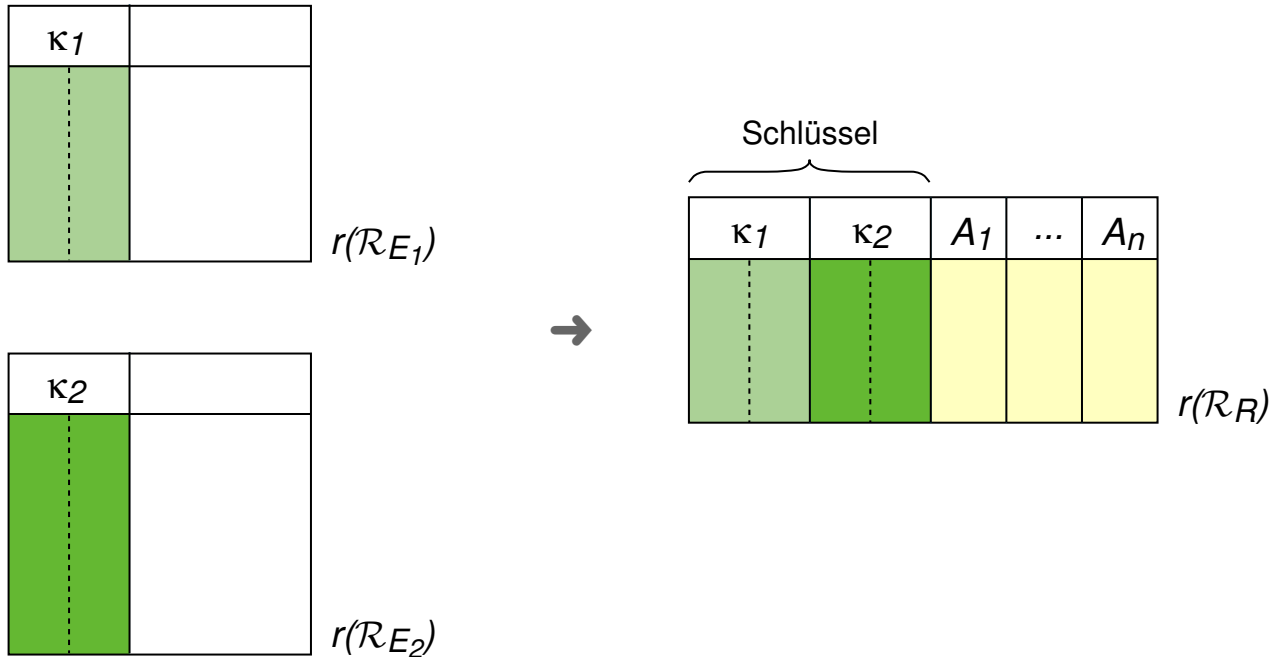 κ1
r(ℛE1)
κ2
r(ℛE2)
➜
Schlüssel
κ1 κ2 A1 ... An
r(ℛR)